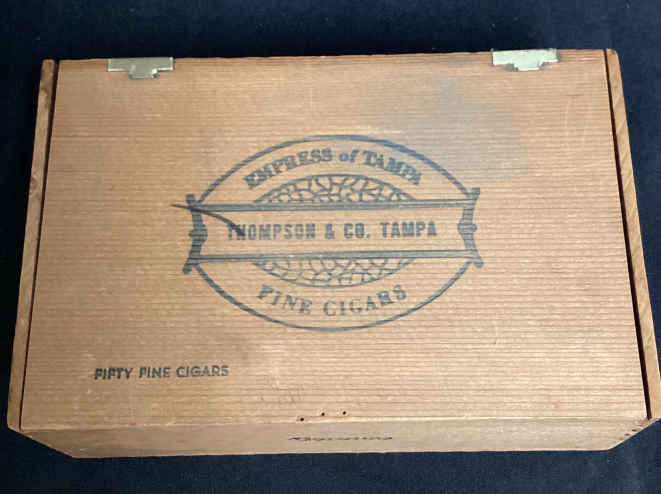 EMPRESS of TAMPA
THOMPSON & CO. TAMPA
FINE CIGARS
FIFTY FINE CIGARS